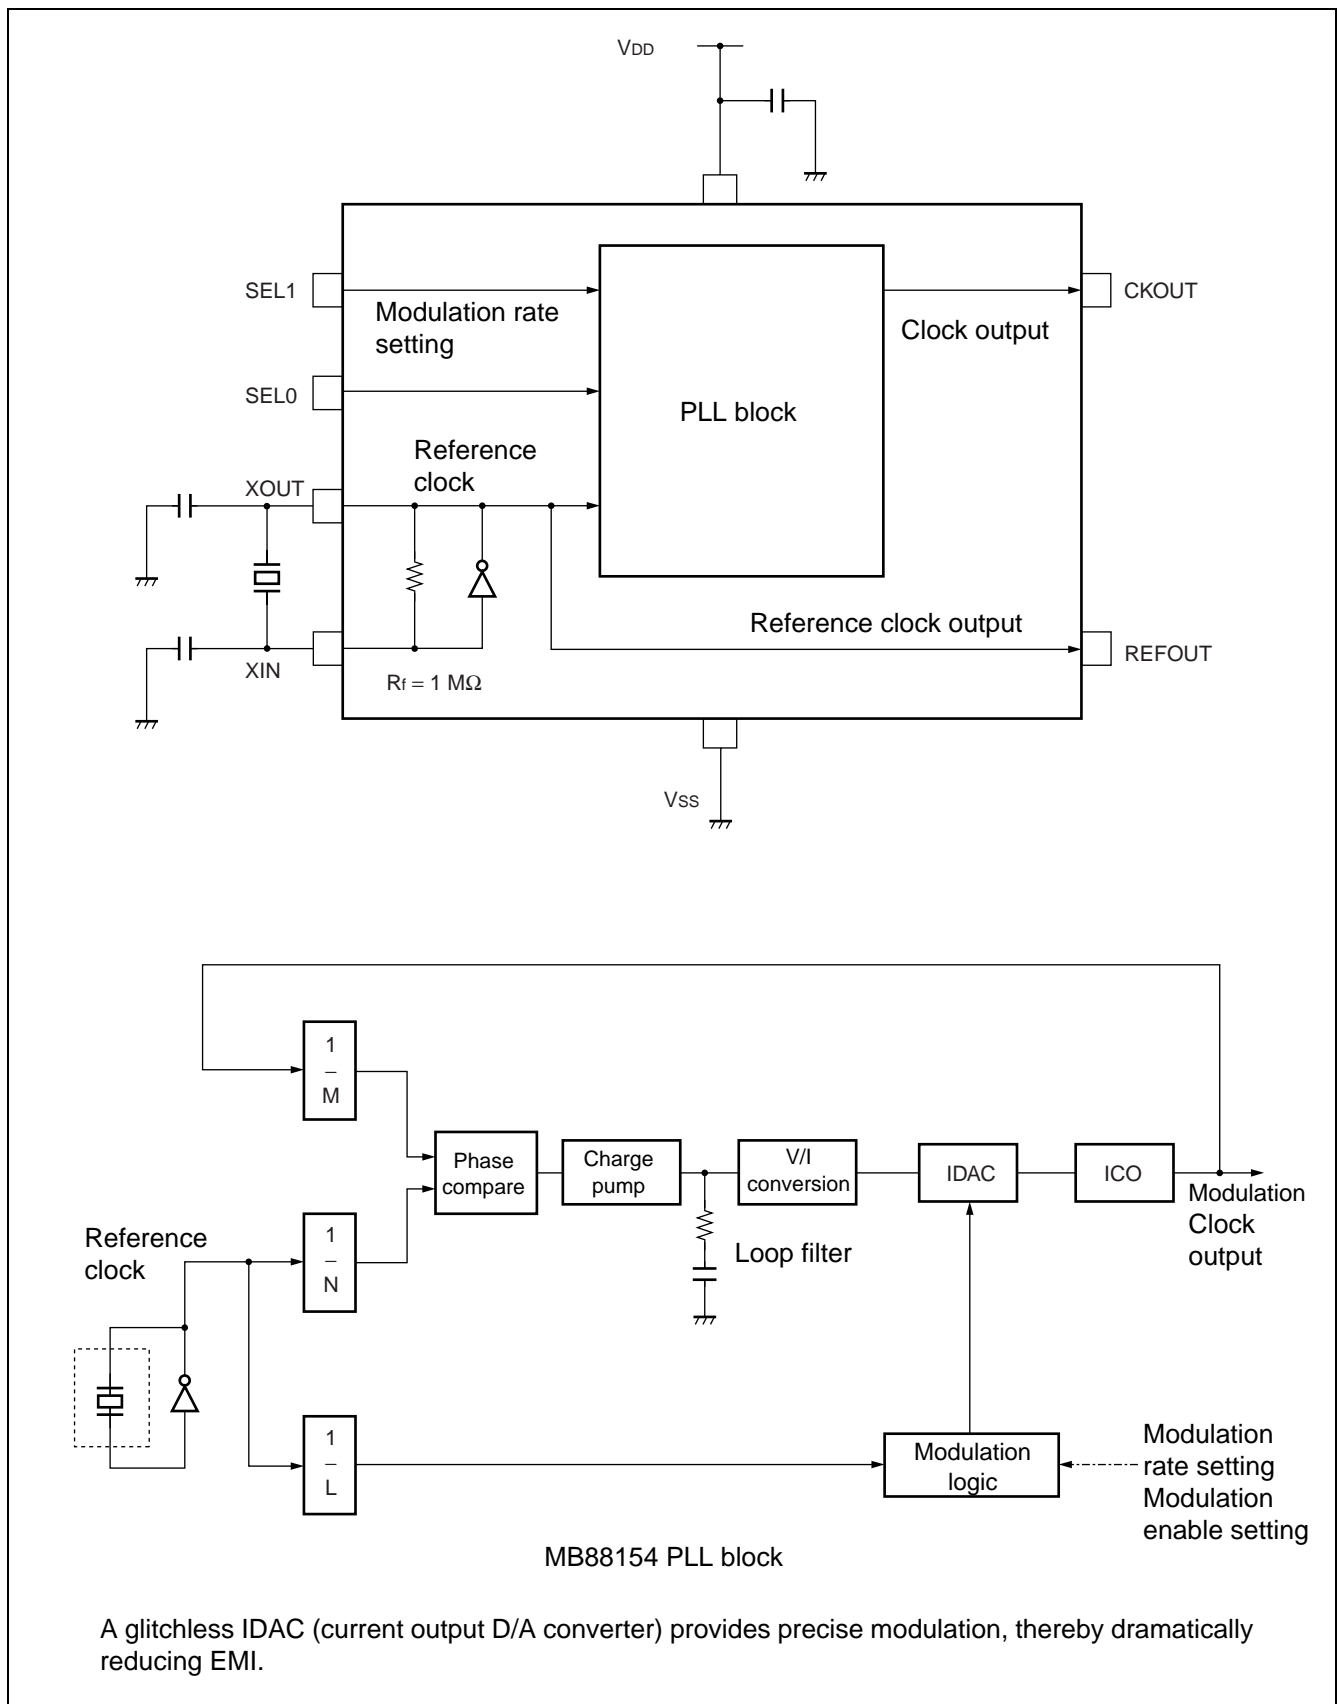 VDD
SEL1
Modulation rate
setting
CKOUT
Clock output
SEL0
PLL block
Reference
clock
XOUT
Reference clock output
REFOUT
XIN
Rf = 1 MΩ
VSS
1
–
M
Phase
compare
Charge
pump
V/I
conversion
IDAC
ICO
Modulation
Clock
output
Reference
clock
1
–
N
Loop filter
1
–
L
Modulation
logic
Modulation
rate setting
Modulation
enable setting
MB88154 PLL block
A glitchless IDAC (current output D/A converter) provides precise modulation, thereby dramatically
reducing EMI.